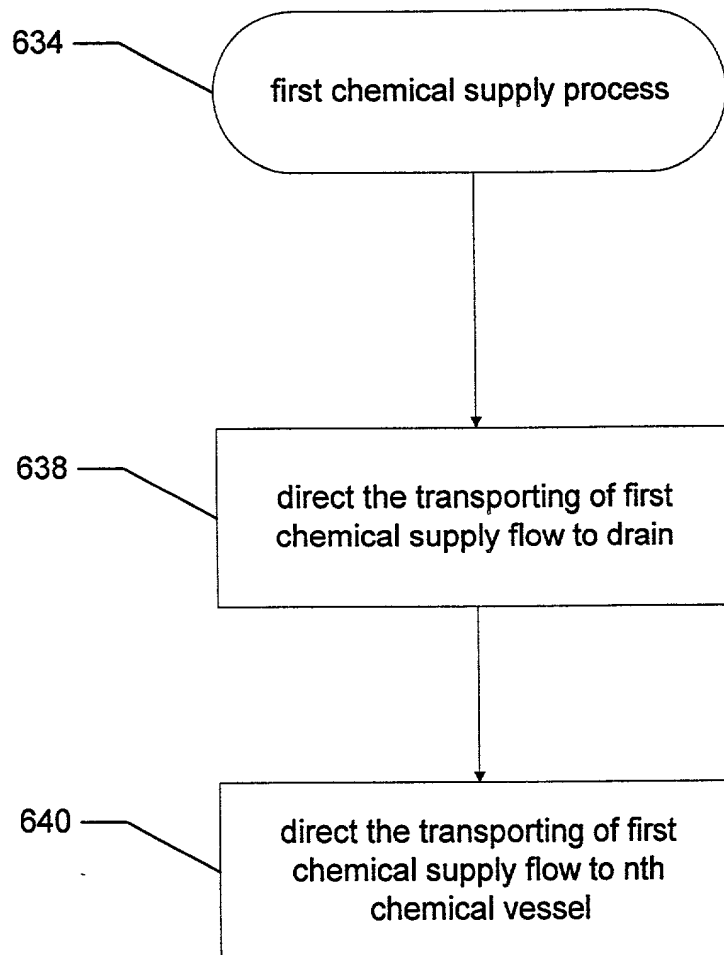 634
first chemical supply process
638
direct the transporting of first
chemical supply flow to drain
640
direct the transporting of first
chemical supply flow to nth
chemical vessel